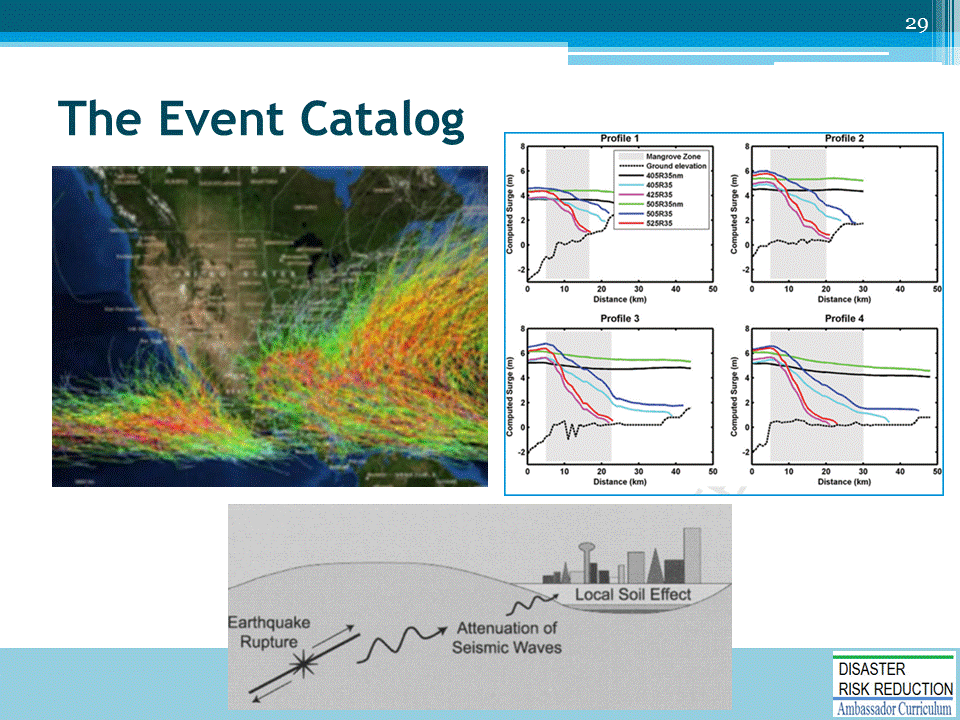 29
The Event Catalog
C A N A D A
U N I T E D S T A T E S
Profile 1
8
6
4
2
0
-2
Computed Surge (m)
0 10 20 30 40 50
Distance (km)
Mangrove Zone
Ground elevation
405R35nm
405R35
425R35
505R35nm
505R35
525R35
Profile 2
8
6
4
2
0
-2
Computed Surge (m)
0 10 20 30 40 50
Distance (km)
Profile 3
8
6
4
2
0
-2
Computed Surge (m)
0 10 20 30 40 50
Distance (km)
Profile 4
8
6
4
2
0
-2
Computed Surge (m)
0 10 20 30 40 50
Distance (km)
Earthquake
Rupture
Attenuation of
Seismic Waves
Local Soil Effect
DISASTER
RISK REDUCTION
Ambassador Curriculum